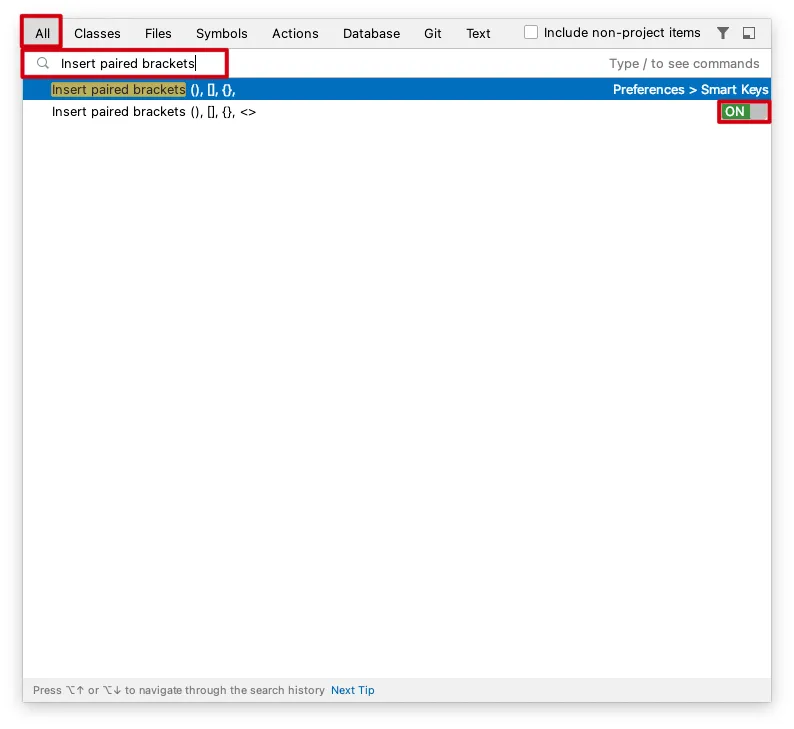 All Classes Files Symbols Actions Database Git Text Include non-project items
Insert paired brackets Type / to see commands
Insert paired brackets (), [], {}, Preferences > Smart Keys
Insert paired brackets (), [], {}, <> ON
Press ⌥↑ or ⌥↓ to navigate through the search history Next Tip